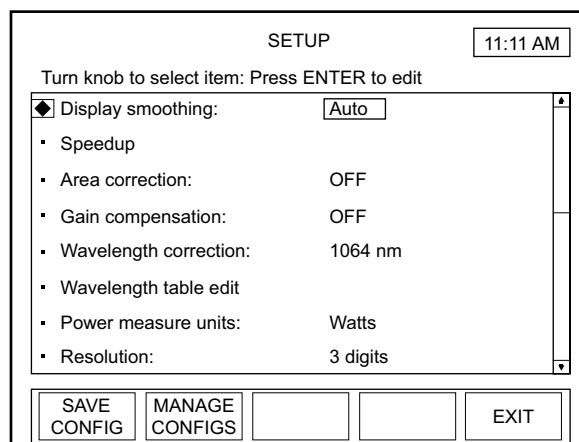 SETUP
11:11 AM
Turn knob to select item: Press ENTER to edit
Display smoothing: Auto
Speedup
Area correction: OFF
Gain compensation: OFF
Wavelength correction: 1064 nm
Wavelength table edit
Power measure units: Watts
Resolution: 3 digits
SAVE
CONFIG
MANAGE
CONFIGS
EXIT